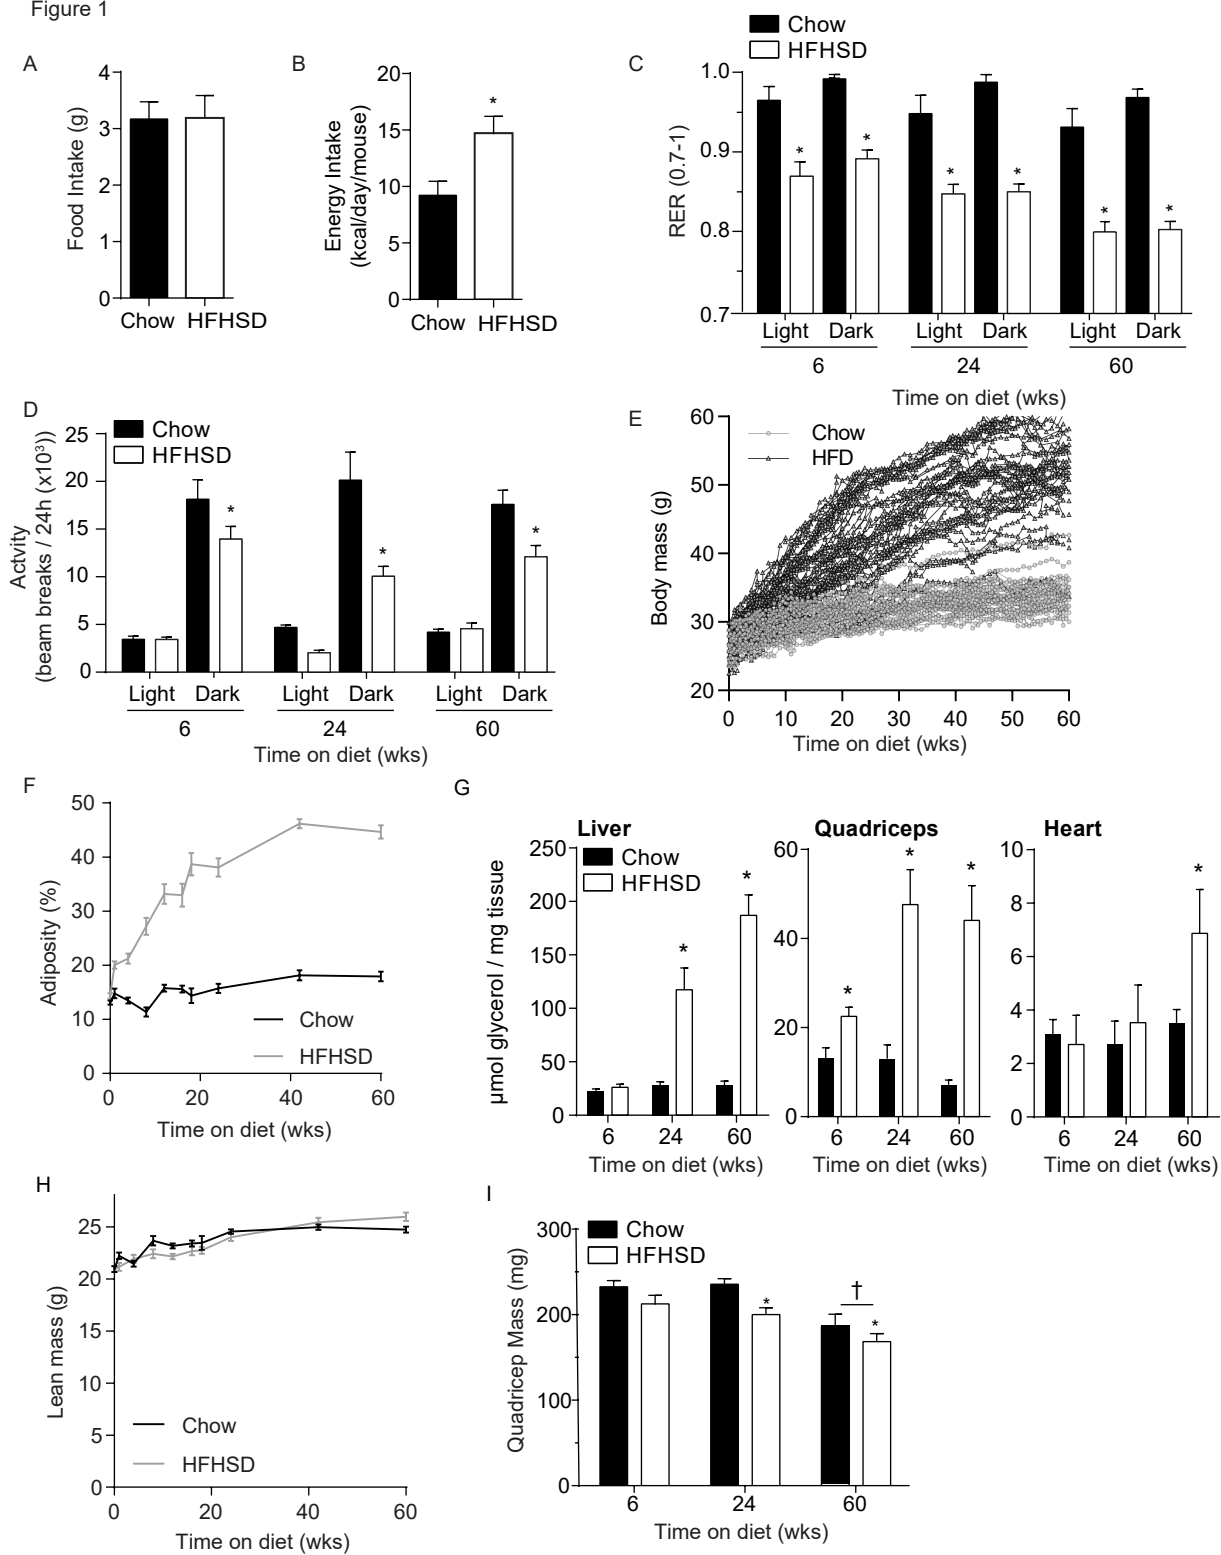 Figure 1
A
Food Intake (g)
4
3
2
1
0
Chow HFHSD
B
Energy Intake
(kcal/day/mouse)
20
15
10
5
0
*
Chow HFHSD
C
Chow
HFHSD
RER (0.7-1)
1.0
0.9
0.8
0.7
* * * * * *
Light Dark Light Dark Light Dark
6 24 60
Time on diet (wks)
D
Chow
HFHSD
Actvity
(beam breaks / 24h (x10³))
25
20
15
10
5
0
* * *
Light Dark Light Dark Light Dark
6 24 60
Time on diet (wks)
E
Chow
HFD
Body mass (g)
60
50
40
30
20
0 10 20 30 40 50 60
Time on diet (wks)
F
Adiposity (%)
50
40
30
20
10
0
Chow
HFHSD
0 20 40 60
Time on diet (wks)
G
µmol glycerol / mg tissue
Liver
Chow
HFHSD
250
200
150
100
50
0
* *
6 24 60
Time on diet (wks)
Quadriceps
60
40
20
0
* * *
6 24 60
Time on diet (wks)
Heart
10
8
6
4
2
0
*
6 24 60
Time on diet (wks)
H
Lean mass (g)
25
20
15
10
5
0
Chow
HFHSD
0 20 40 60
Time on diet (wks)
I
Chow
HFHSD
Quadricep Mass (mg)
300
200
100
0
†
* *
6 24 60
Time on diet (wks)